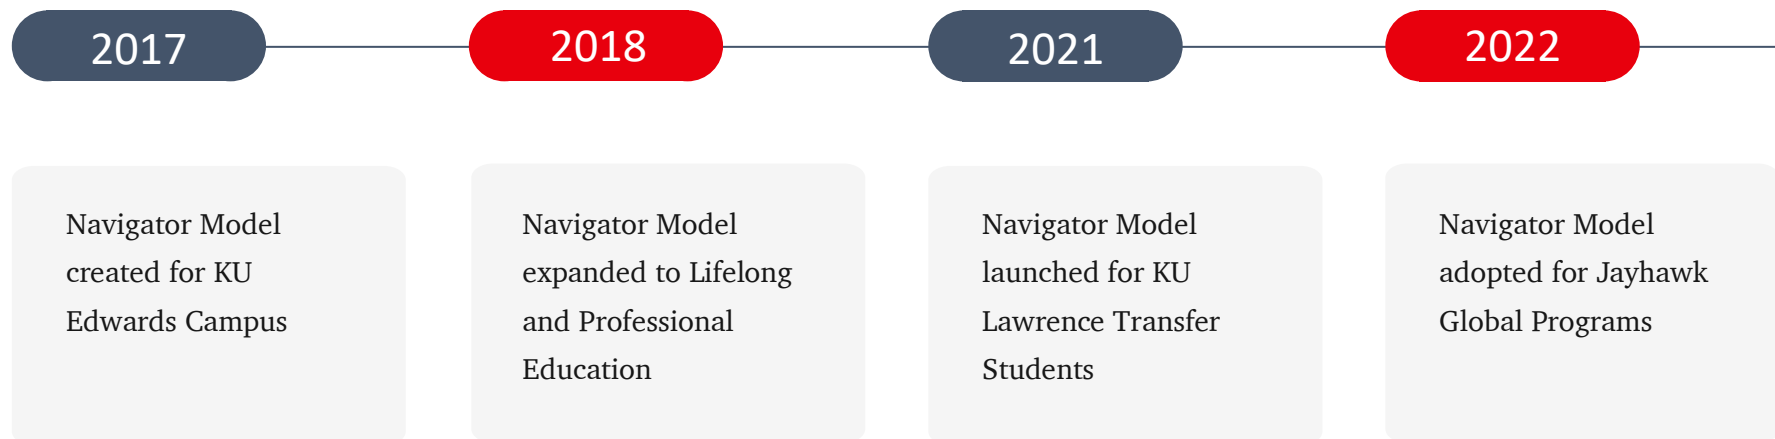 2017
2018
2021
2022
Navigator Model
created for KU
Edwards Campus
Navigator Model
expanded to Lifelong
and Professional
Education
Navigator Model
launched for KU
Lawrence Transfer
Students
Navigator Model
adopted for Jayhawk
Global Programs